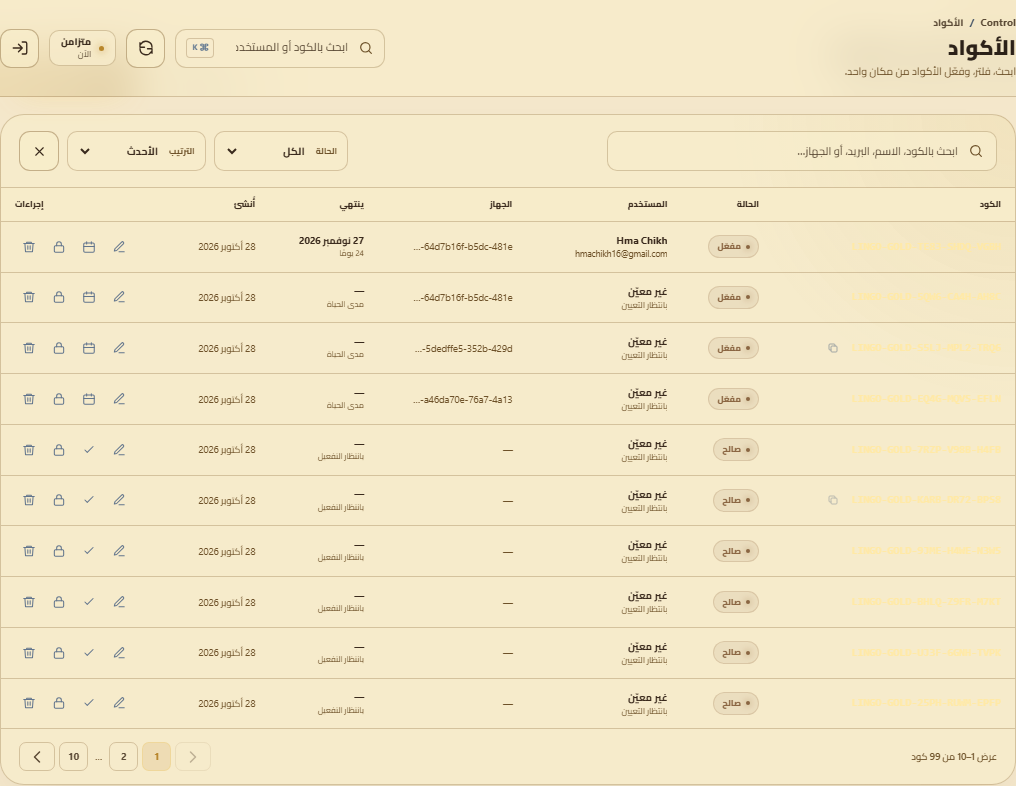 Control / الأكواد
الأكواد
ابحث، فلتر، وفعّل الأكواد من مكان واحد.
ابحث بالكود أو المستخد
⌘ K
متزامن
الآن
ابحث بالكود، الاسم، البريد، أو الجهاز...
الحالة الكل
الترتيب الأحدث
الكود الحالة المستخدم الجهاز ينتهي أُنشئ إجراءات
مفعّل Hma Chikh 64d7b16f-b5dc-481e-... 27 نوفمبر 2026 28 أكتوبر 2026
hmachikh16@gmail.com 24 يومًا
مفعّل غير معيّن 64d7b16f-b5dc-481e-... — 28 أكتوبر 2026
بانتظار التعيين مدى الحياة
مفعّل غير معيّن 5dedffe5-352b-429d-... — 28 أكتوبر 2026
بانتظار التعيين مدى الحياة
مفعّل غير معيّن a46da70e-76a7-4a13-... — 28 أكتوبر 2026
بانتظار التعيين مدى الحياة
صالح غير معيّن — — 28 أكتوبر 2026
بانتظار التعيين بانتظار التفعيل
صالح غير معيّن — — 28 أكتوبر 2026
بانتظار التعيين بانتظار التفعيل
صالح غير معيّن — — 28 أكتوبر 2026
بانتظار التعيين بانتظار التفعيل
صالح غير معيّن — — 28 أكتوبر 2026
بانتظار التعيين بانتظار التفعيل
صالح غير معيّن — — 28 أكتوبر 2026
بانتظار التعيين بانتظار التفعيل
صالح غير معيّن — — 28 أكتوبر 2026
بانتظار التعيين بانتظار التفعيل
عرض 1–10 من 99 كود
1 2 ... 10